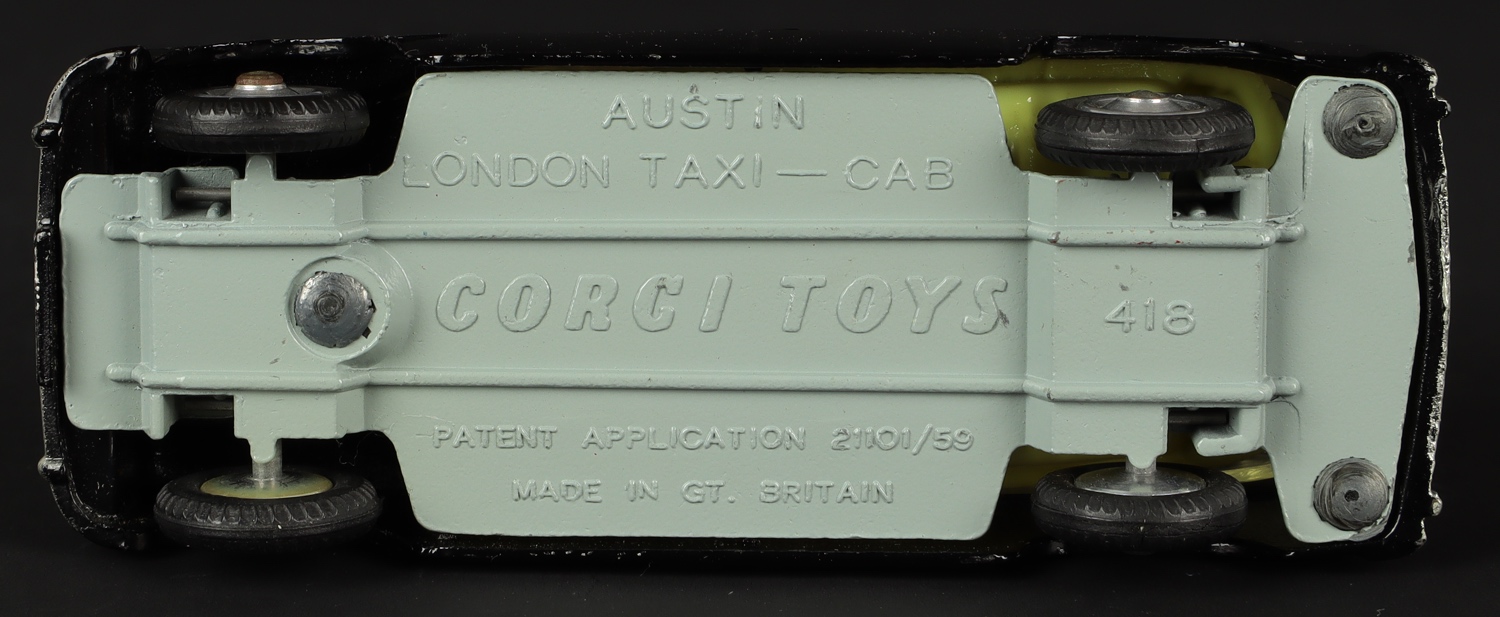 AUSTIN
LONDON TAXI — CAB
CORGI TOYS
418
PATENT APPLICATION 21101/59
MADE IN GT. BRITAIN